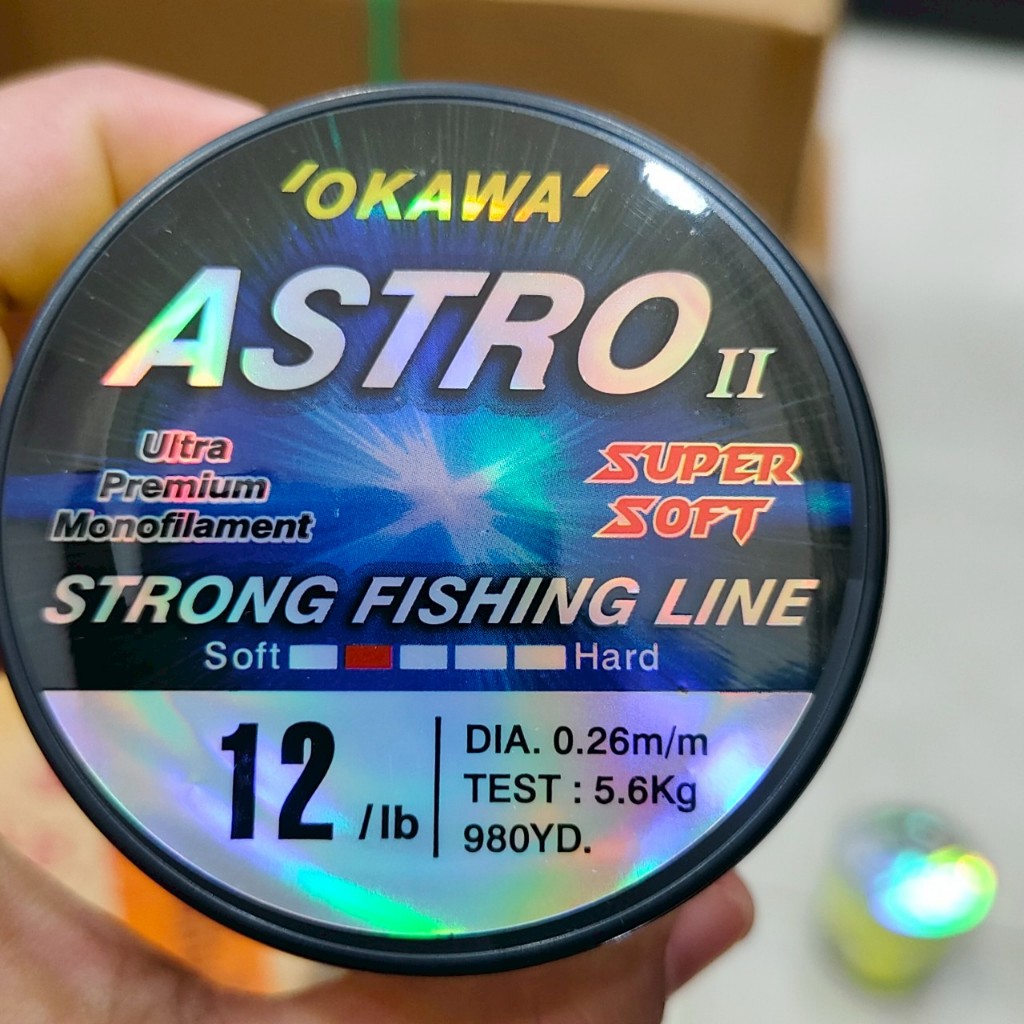 'OKAWA'
ASTRO II
Ultra
Premium
Monofilament
SUPER
SOFT
STRONG FISHING LINE
Soft Hard
12/lb
DIA. 0.26m/m
TEST : 5.6Kg
980YD.